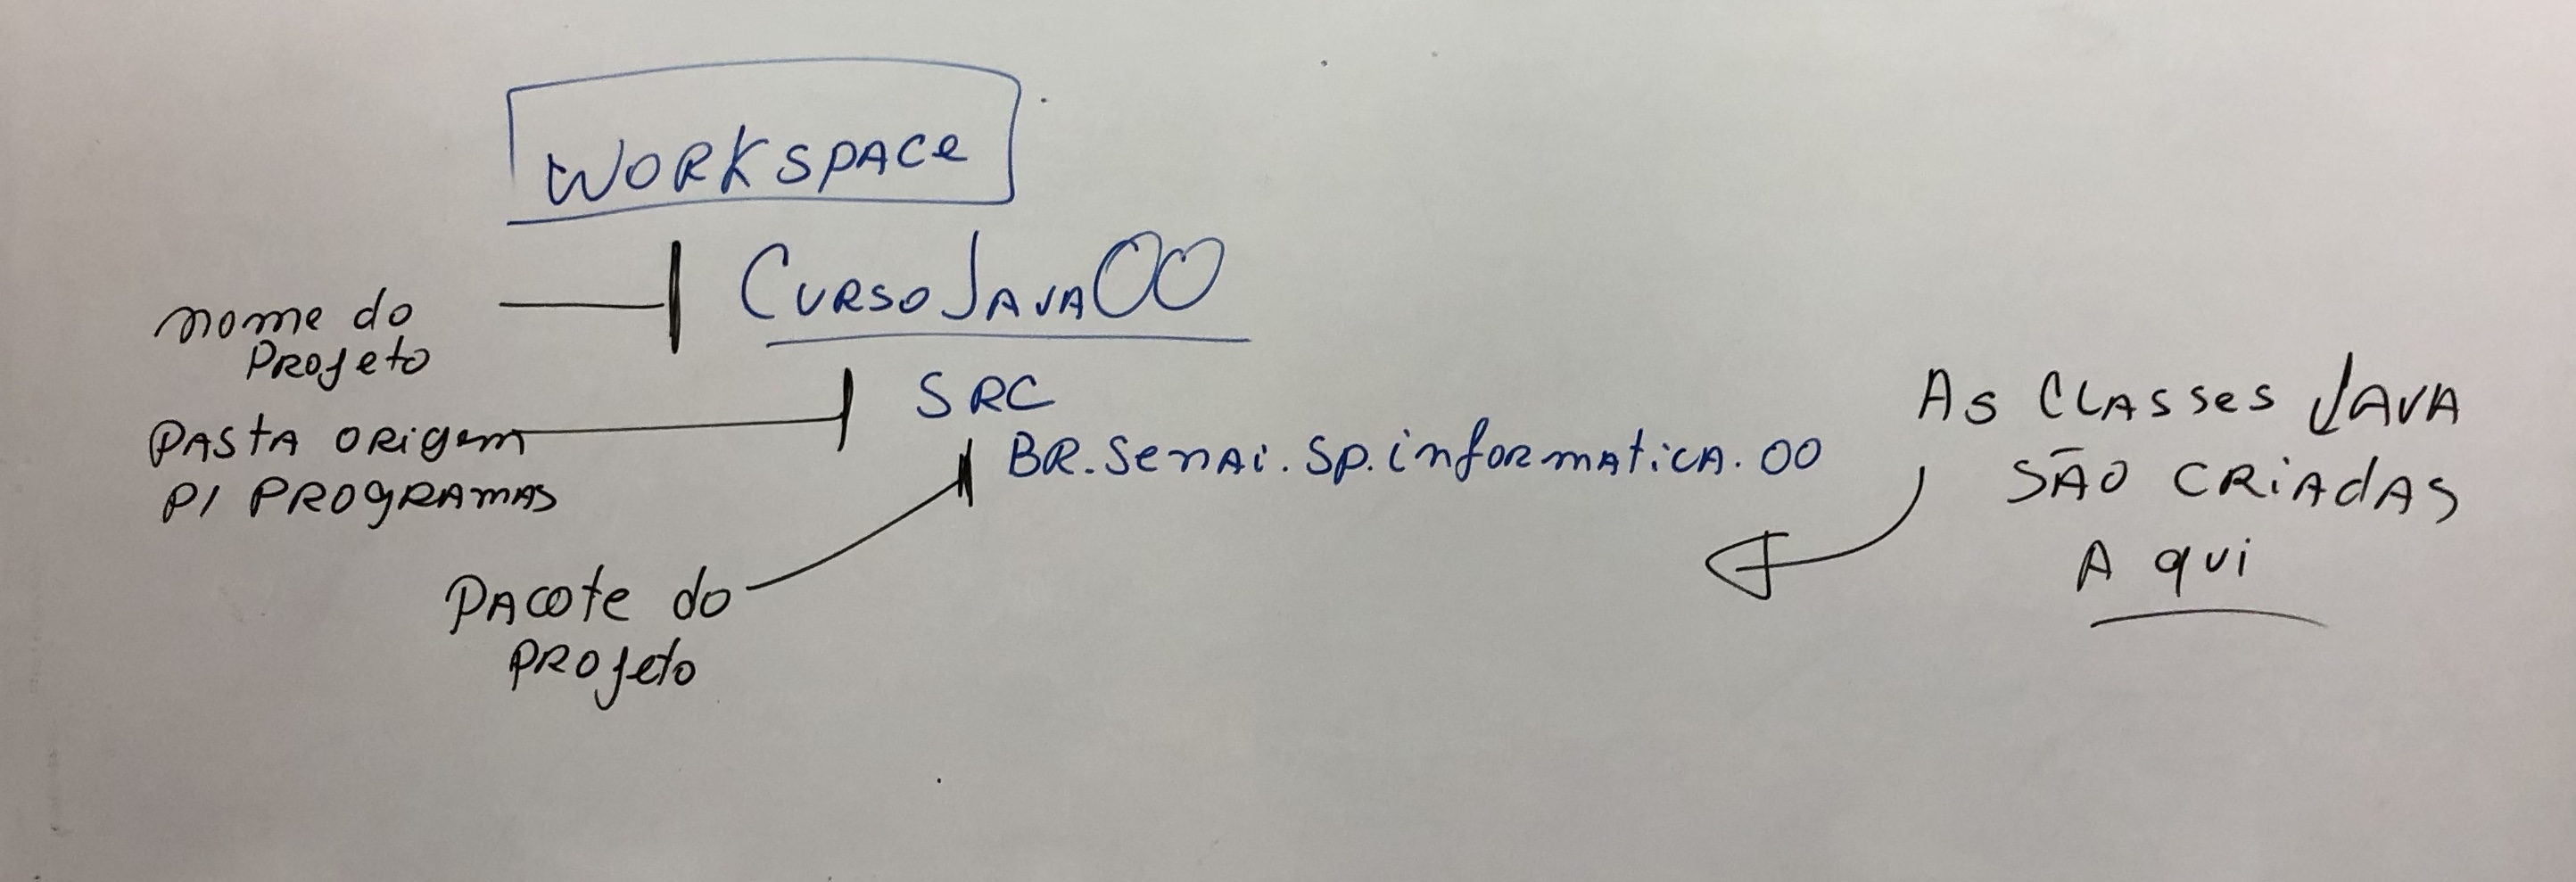 WORKSPACe
CURSOJAVAOO
nome do
PROJeto
SRC
PASTA ORigem
P/ PROgRAmAS
BR.SenAi.SP.infoRmAtiCA.OO
PACote do
PROJeto
AS CLASSeS JAVA
SÃO CRiAdAS
AQui